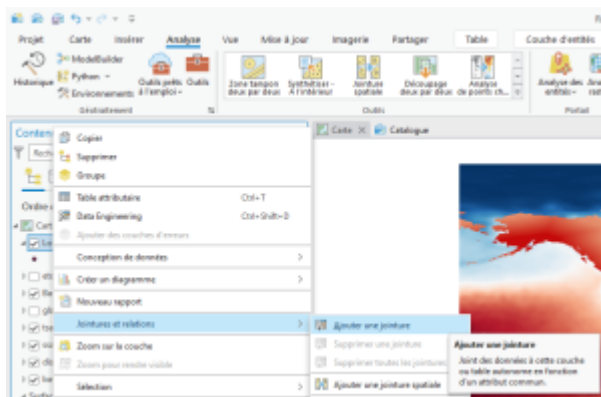 Projet Carte Insérer Analyse Vue Mise à jour Imagerie Partager Table Couche d'entités
Historique
ModelBuilder
Python
Environnements
Outils prêts à l'emploi
Outils
Zone tampon deux par deux
Synthétiser - A l'intérieur
Jointure spatiale
Découpage deux par deux
Analyse de points ch...
Analyse des entités
Géotraitement
Outils
Portail
Carte
Catalogue
Copier
Supprimer
Groupe
Table attributaire Ctrl+T
Data Engineering Ctrl+Shift+D
Ajouter des couches d'erreurs
Conception de données
Créer un diagramme
Nouveau rapport
Jointures et relations
Zoom sur la couche
Zoom pour rendre visible
Sélection
Ajouter une jointure
Supprimer une jointure
Supprimer toutes les jointures
Ajouter une jointure spatiale
Ajouter une jointure
Joint des données à cette couche
ou table autonome en fonction
d'un attribut commun.